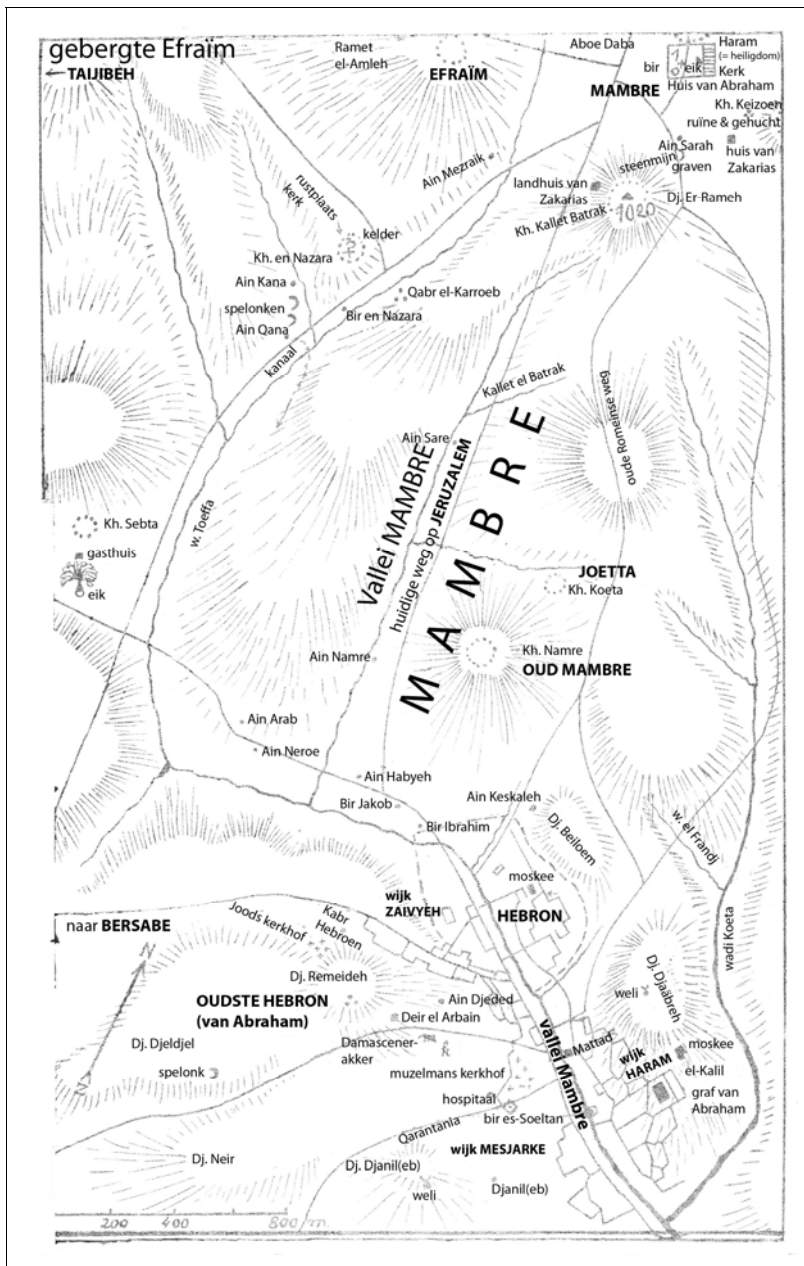 gebergte Efraïm
TAIJIBEH
Ramet
el-Amleh
EFRAÏM
Aboe Daba
bir
eik
Haram
(= heiligdom)
Kerk
MAMBRE
Huis van Abraham
Kh. Keizoen
ruïne & gehucht
Ain Sarah
steenmijn
graven
huis van
Zakarias
Ain Mezraik
landhuis van
Zakarias
Dj. Er-Rameh
1020
Kh. Kallet Batrak
rustplaats
kerk
kelder
Kh. en Nazara
Ain Kana
spelonken
Ain Qana
Qabr el-Karroeb
Bir en Nazara
kanaal
Kallet el Batrak
oude Romeinse weg
Ain Sare
Vallei MAMBRE
huidige weg op JERUZALEM
MAMBRE
w. Toeffa
Kh. Sebta
gasthuis
eik
JOETTA
Kh. Koeta
Kh. Namre
OUD MAMBRE
Ain Namre
Ain Arab
Ain Neroe
Ain Habyeh
Bir Jakob
Ain Keskaleh
Bir Ibrahim
Dj. Beiloem
w. el Frandj
wadi Koeta
moskee
HEBRON
wijk
ZAIVYEH
naar BERSABE
Joods kerkhof
Kabr
Hebroen
Dj. Remeideh
OUDSTE HEBRON
(van Abraham)
Ain Djeded
Deir el Arbain
Dj. Djaäbreh
weli
Dj. Djeldjel
spelonk
Damascener-
akker
muzelmans kerkhof
vallei Mambre
Mattad
wijk
HARAM
moskee
el-Kalil
graf van
Abraham
hospitaal
bir es-Soeltan
Qarantania
wijk MESJARKE
Dj. Neir
Dj. Djanil(eb)
weli
Djanil(eb)
N
Z
200 400 800 m.